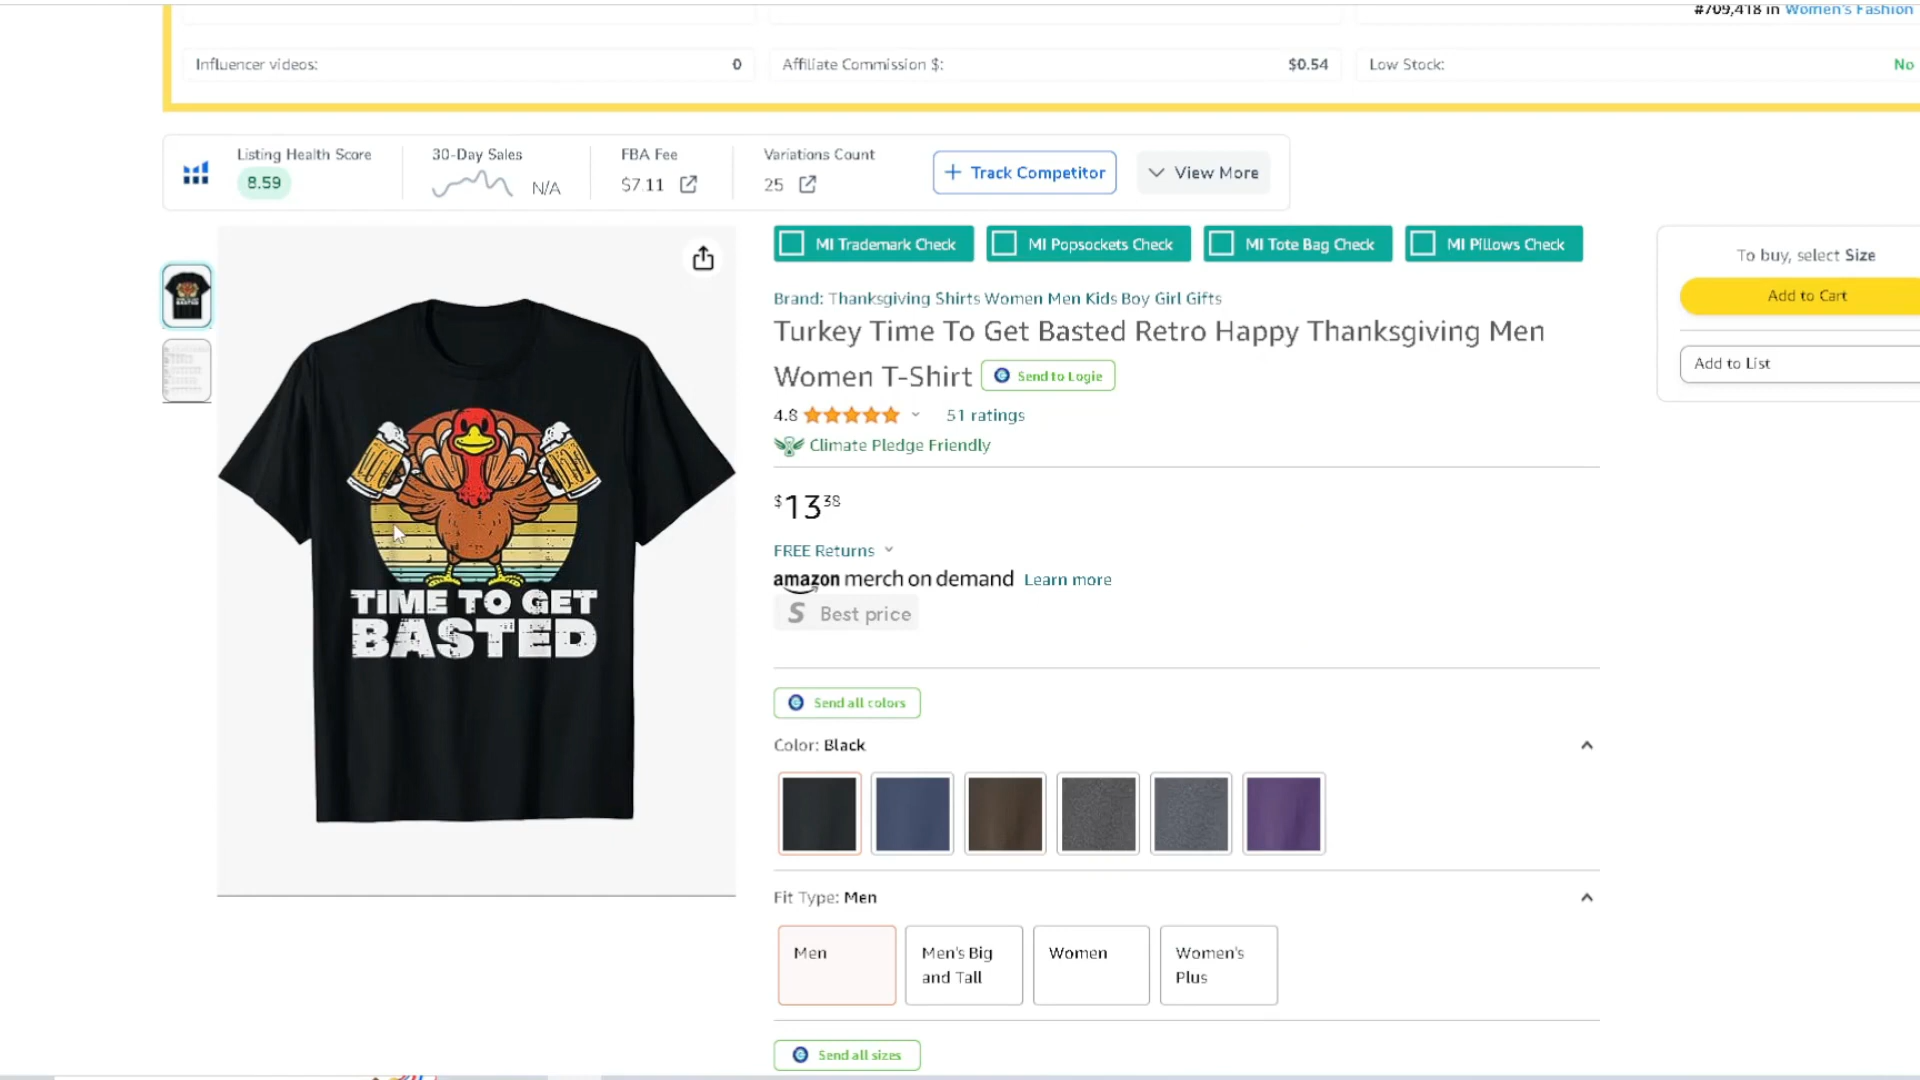 #709,418 in Women's Fashion
Influencer videos: 0 Affiliate Commission $: $0.54 Low Stock: No
Listing Health Score 30-Day Sales FBA Fee Variations Count
8.59 N/A $7.11 25 + Track Competitor View More
MI Trademark Check MI Popsockets Check MI Tote Bag Check MI Pillows Check
To buy, select Size
Add to Cart
Add to List
Brand: Thanksgiving Shirts Women Men Kids Boy Girl Gifts
Turkey Time To Get Basted Retro Happy Thanksgiving Men
Women T-Shirt Send to Logie
4.8 51 ratings
Climate Pledge Friendly
$13 38
FREE Returns
amazon merch on demand Learn more
S Best price
TIME TO GET
BASTED
Send all colors
Color: Black
Fit Type: Men
Men Men's Big and Tall Women Women's Plus
Send all sizes